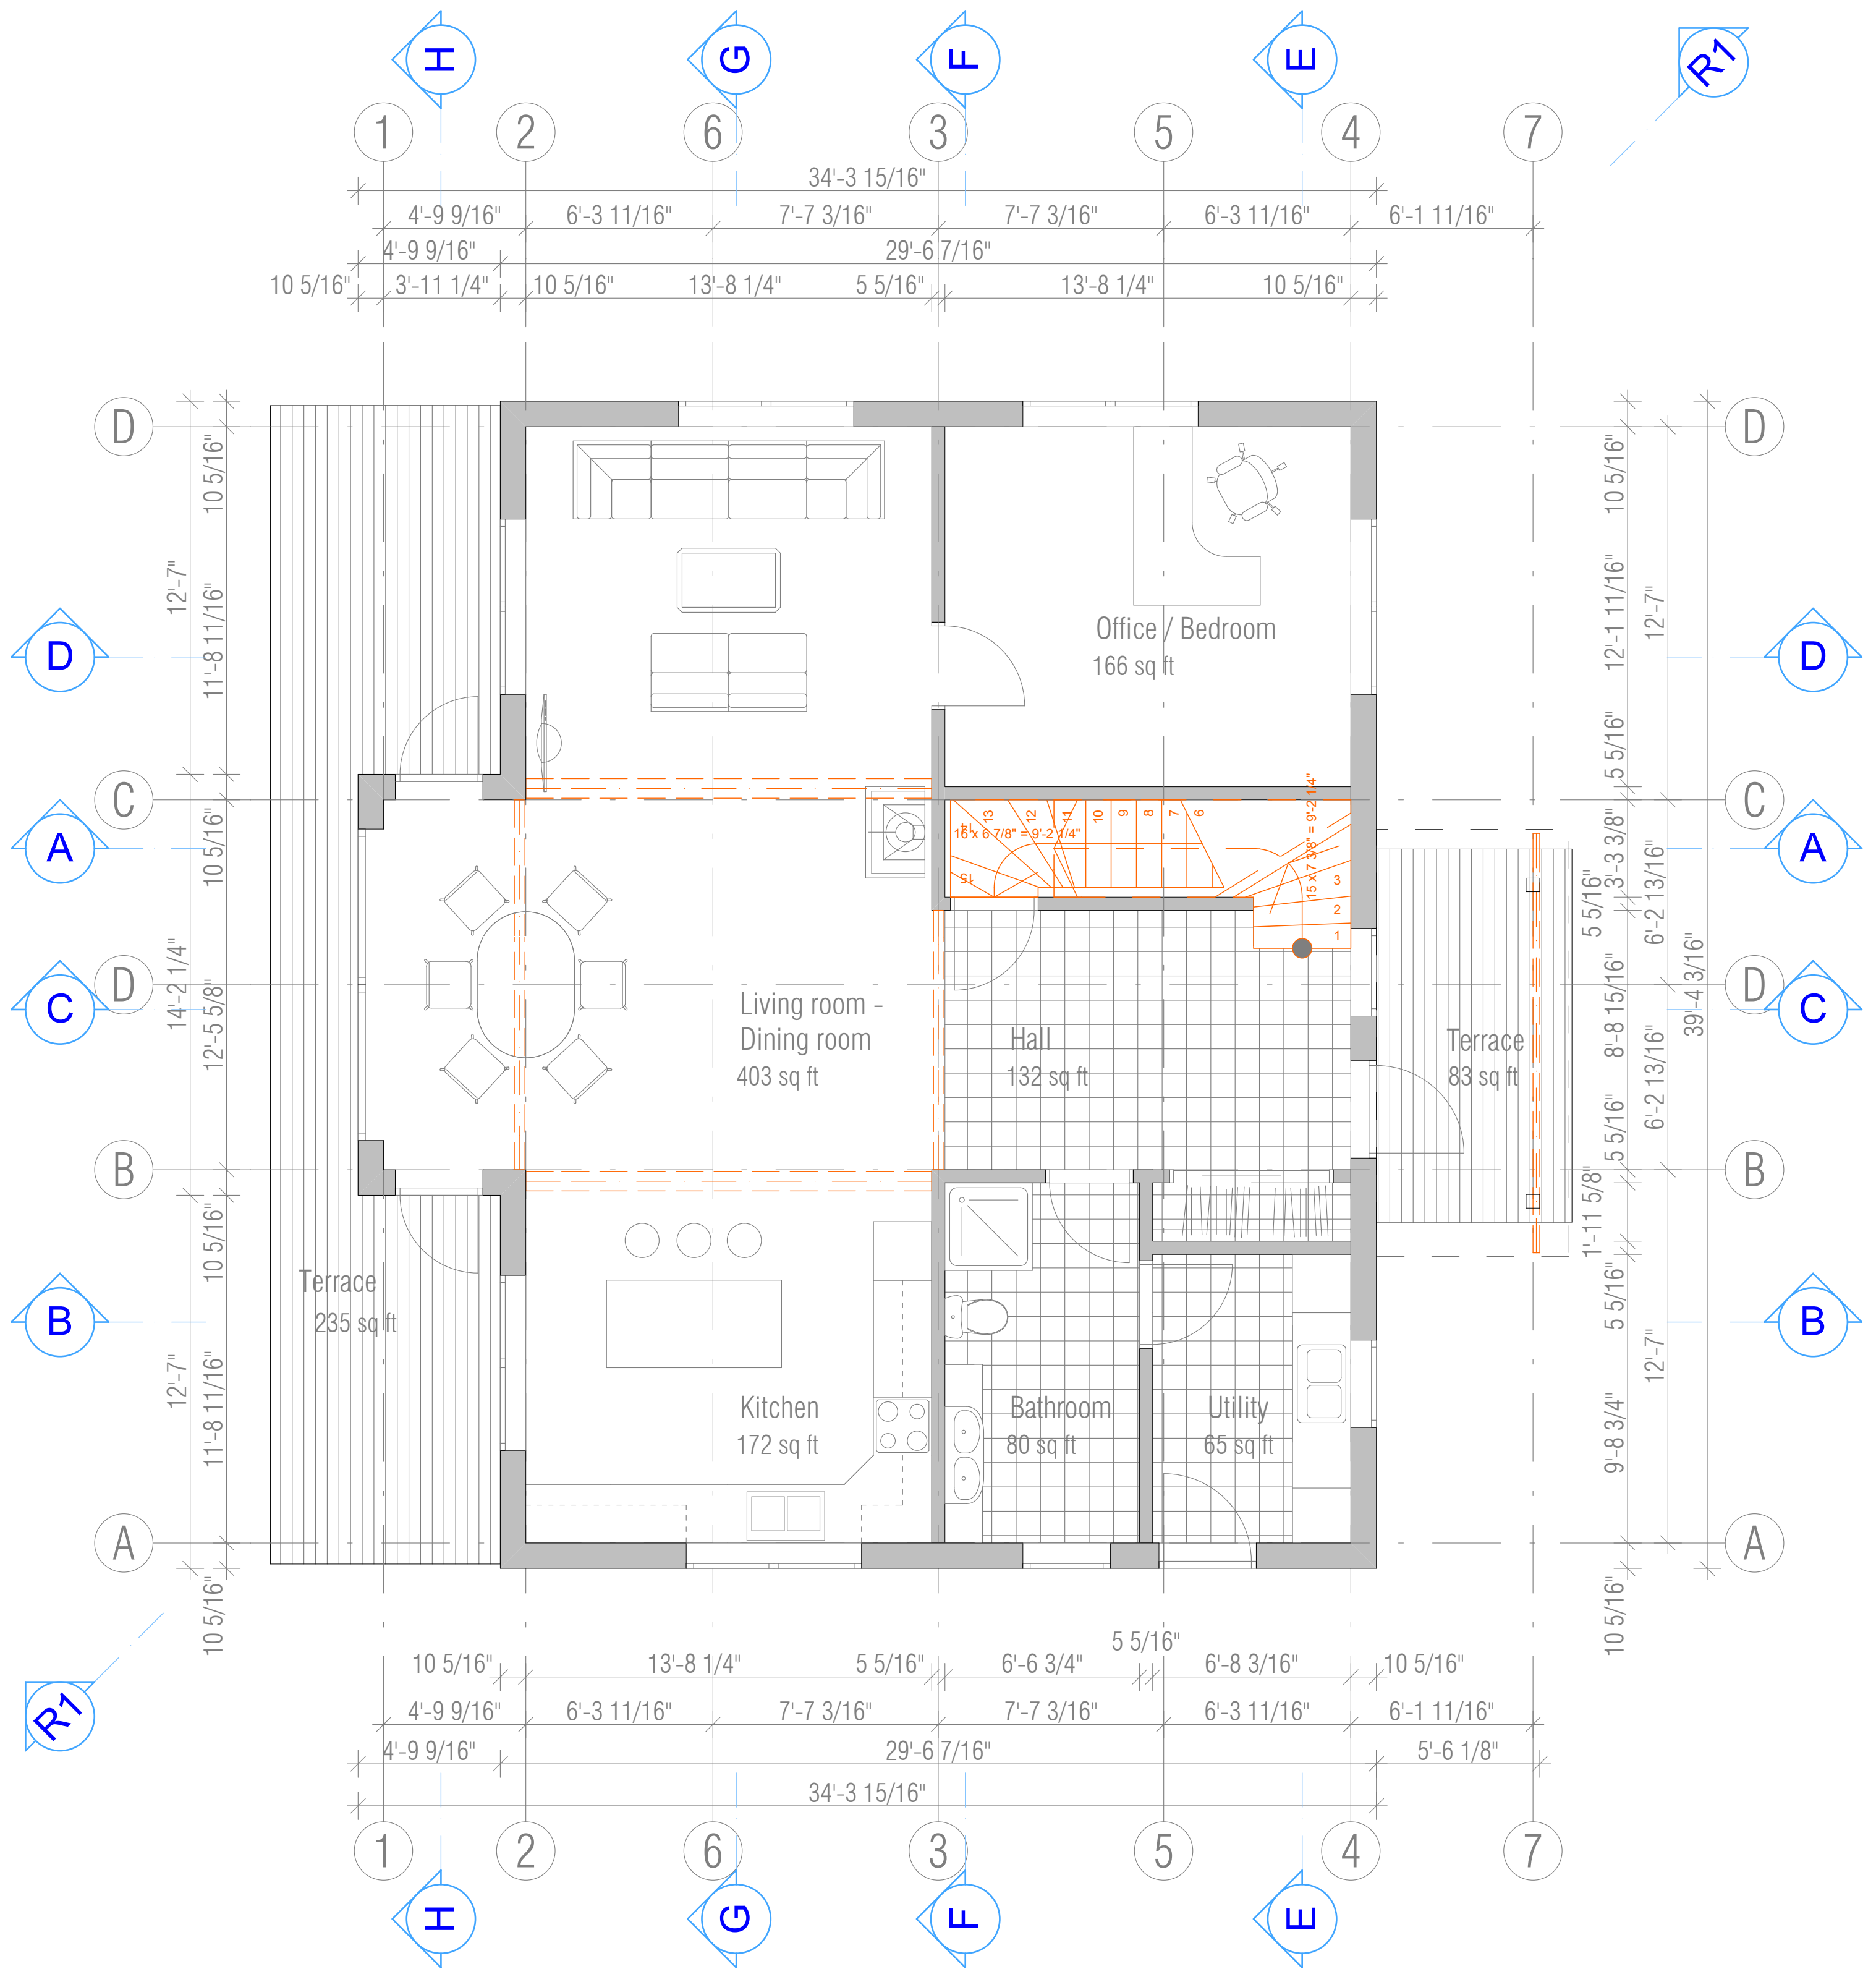 H G F E R1
1 2 6 3 5 4 7
34'-3 15/16"
4'-9 9/16" 6'-3 11/16" 7'-7 3/16" 7'-7 3/16" 6'-3 11/16" 6'-1 11/16"
4'-9 9/16" 29'-6 7/16"
10 5/16" 3'-11 1/4" 10 5/16" 13'-8 1/4" 5 5/16" 13'-8 1/4" 10 5/16"
D
C
D
B
A
D
A
C
B
12'-7"
14'-2 1/4"
12'-7"
10 5/16"
11'-8 11/16"
10 5/16"
12'-5 5/8"
10 5/16"
11'-8 11/16"
10 5/16"
Office / Bedroom
166 sq ft
13 12 11 10 9 8 7 6
14
16 x 6 7/8" = 9'-2 1/4"
15
15 x 7 3/8" = 9'-2 1/4"
3
2
1
Living room -
Dining room
403 sq ft
Hall
132 sq ft
Terrace
83 sq ft
Terrace
235 sq ft
Kitchen
172 sq ft
Bathroom
80 sq ft
Utility
65 sq ft
10 5/16"
12'-1 11/16"
5 5/16"
3'-3 3/8"
5 5/16"
8'-8 15/16"
5 5/16"
1'-11 5/8"
5 5/16"
9'-8 3/4"
10 5/16"
12'-7"
6'-2 13/16"
6'-2 13/16"
12'-7"
39'-4 3/16"
D
C
D
B
A
D
A
C
B
5 5/16"
10 5/16" 13'-8 1/4" 5 5/16" 6'-6 3/4" 6'-8 3/16" 10 5/16"
4'-9 9/16" 6'-3 11/16" 7'-7 3/16" 7'-7 3/16" 6'-3 11/16" 6'-1 11/16"
4'-9 9/16" 29'-6 7/16" 5'-6 1/8"
34'-3 15/16"
1 2 6 3 5 4 7
R1 H G F E